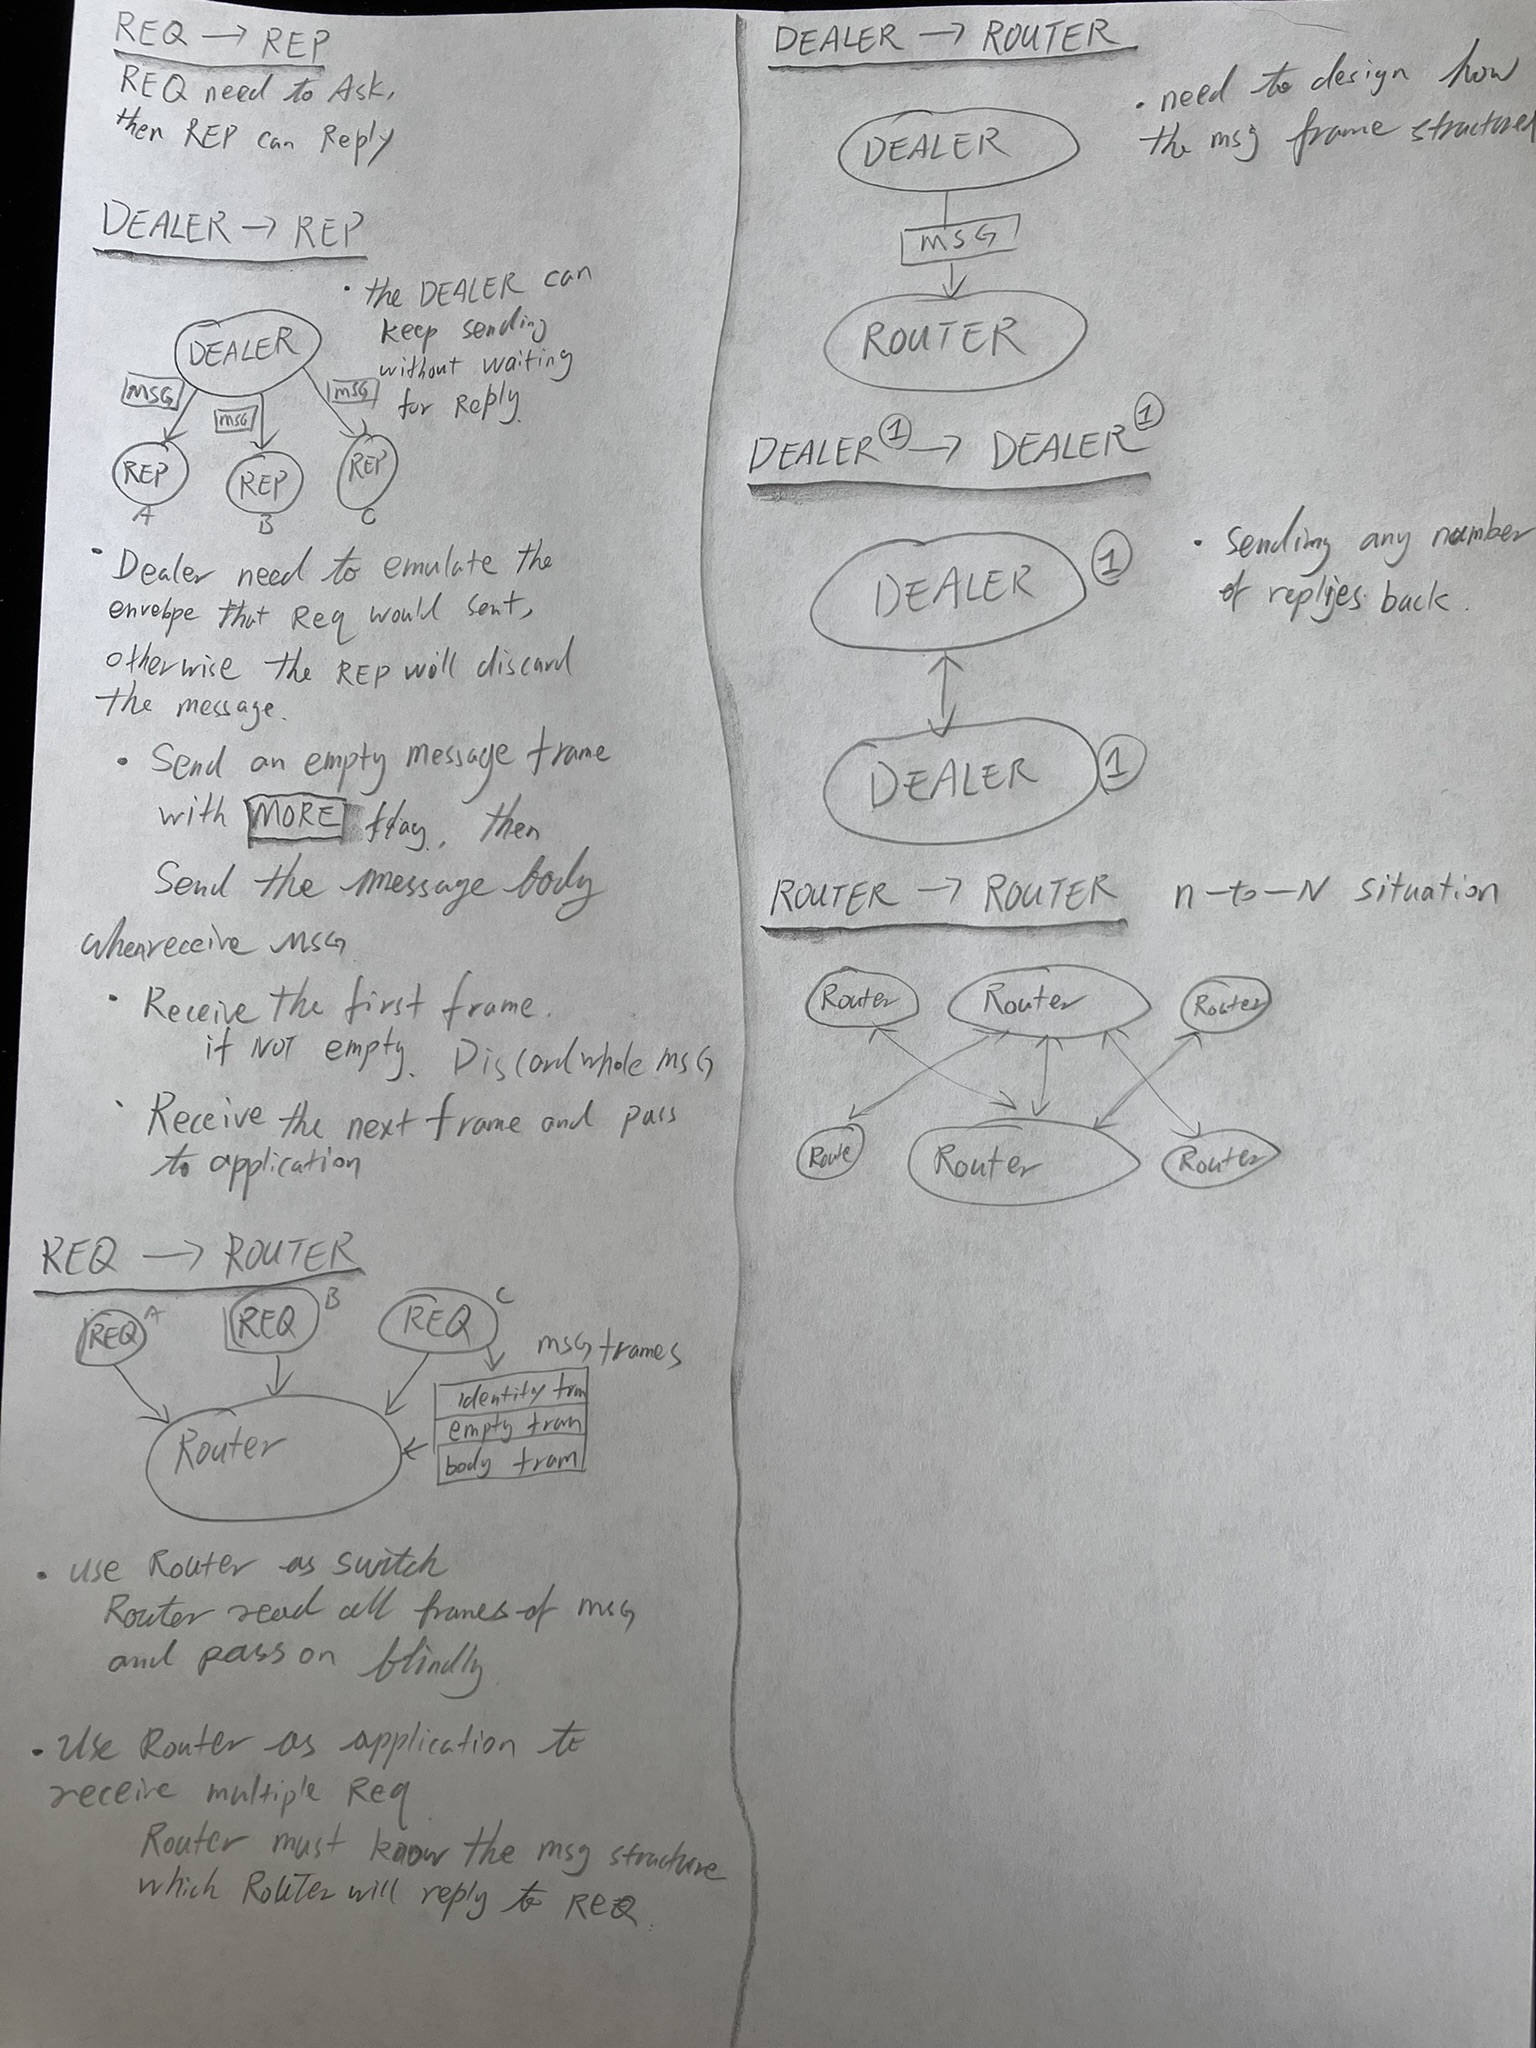 REQ → REP
REQ need to Ask,
then REP can Reply
DEALER → REP
• the DEALER can
keep sending
without waiting
for Reply.
DEALER
MSG
MSG
MSG
REP
REP
REP
A
B
C
• Dealer need to emulate the
envelope that Req would sent,
otherwise the REP will discard
the message.
• Send an empty message frame
with MORE flag, then
Send the message body
when receive MSG
• Receive the first frame.
if NOT empty. Discard whole MSG
• Receive the next frame and pass
to application
REQ → ROUTER
REQ A
REQ B
REQ C
MSG frames
identity fram
empty fram
body fram
Router
• Use Router as switch
Router read all frames of msg
and pass on blindly
• Use Router as application to
receive multiple Req
Router must know the msg structure
which RoUTer will reply to REQ.
DEALER → ROUTER
• need to design how
the msg frame structured
DEALER
MSG
ROUTER
DEALER① → DEALER①
DEALER ①
• Sending any number
of replies back.
DEALER ①
ROUTER → ROUTER n-to-N situation
Router
Router
Router
Route
Router
Router